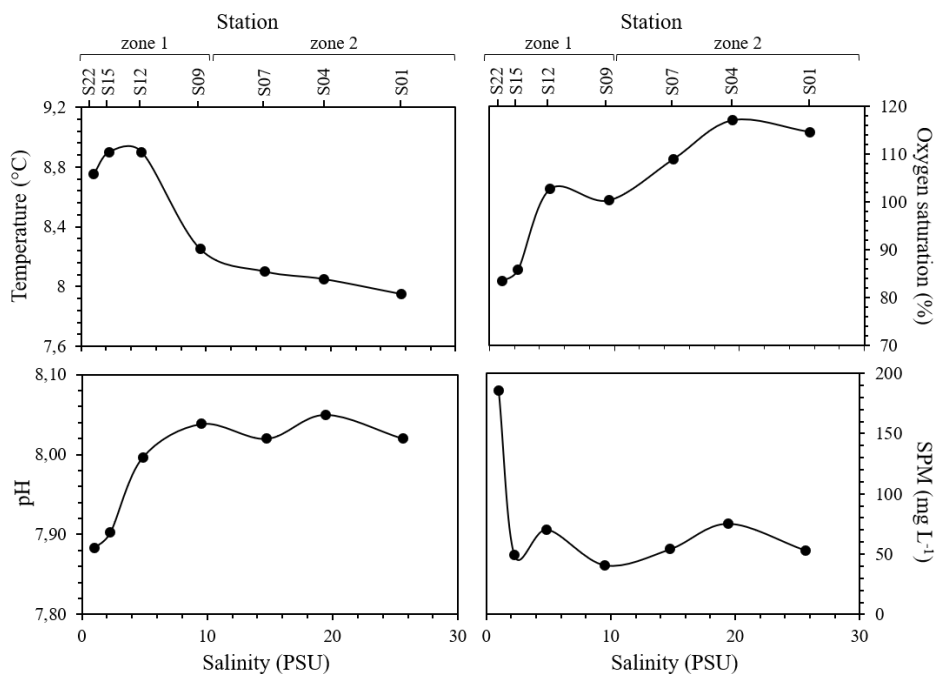 Station
zone 1 zone 2
S22 S15 S12 S09 S07 S04 S01
9,2
8,8
8,4
8
7,6
Temperature (°C)
Station
zone 1 zone 2
S22 S15 S12 S09 S07 S04 S01
120
110
100
90
80
70
Oxygen saturation (%)
8,10
8,00
7,90
7,80
pH
0 10 20 30
Salinity (PSU)
200
150
100
50
0
SPM (mg L-1)
0 10 20 30
Salinity (PSU)